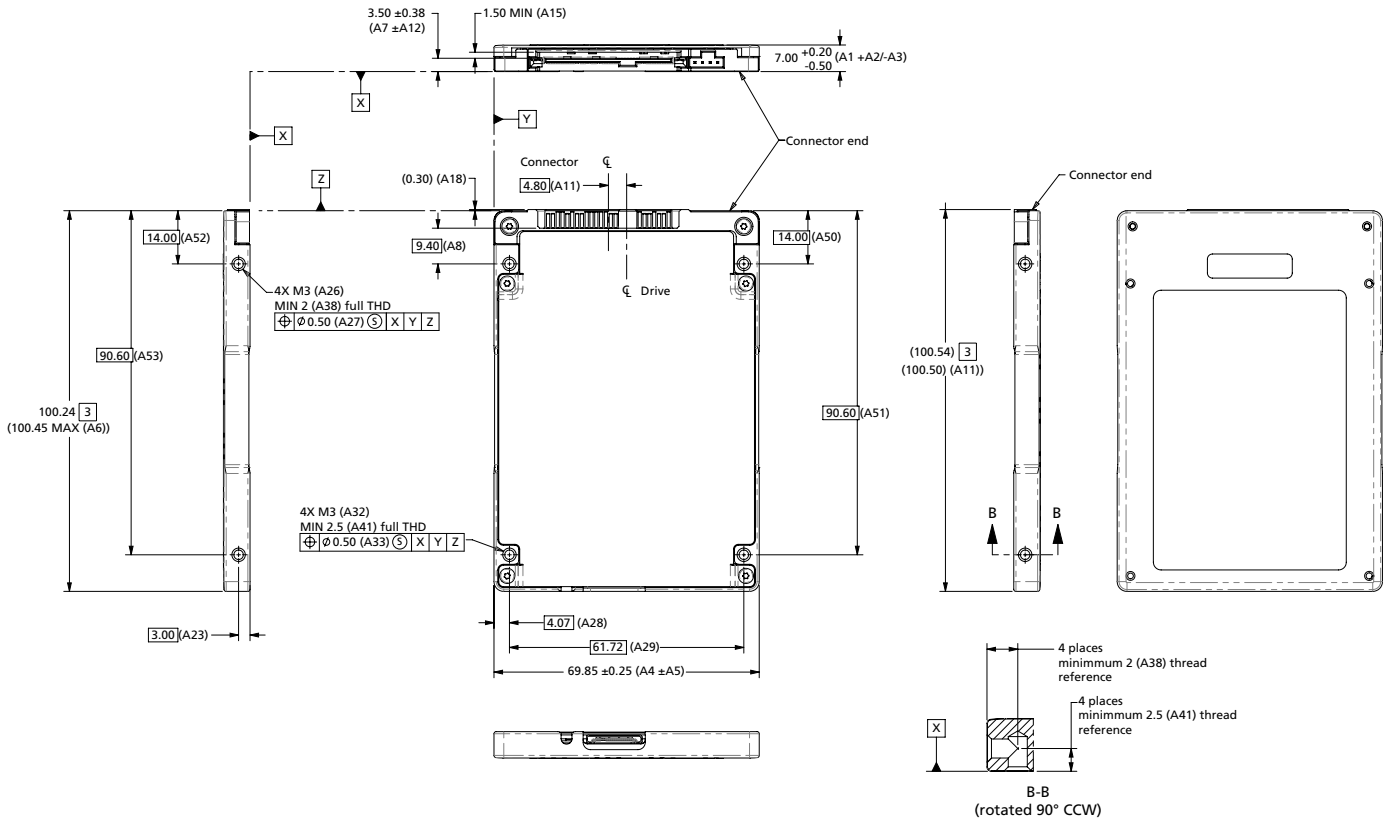 3.50 ±0.38
(A7 ±A12)
1.50 MIN (A15)
7.00 +0.20 -0.50 (A1 +A2/-A3)
X
X
Y
Connector end
Connector ℄
4.80 (A11)
(0.30) (A18)
Z
Connector end
14.00 (A52)
9.40 (A8)
14.00 (A50)
℄ Drive
4X M3 (A26)
MIN 2 (A38) full THD
⌖ ⌀ 0.50 (A27) Ⓢ X Y Z
90.60 (A53)
(100.54) 3
(100.50) (A11))
100.24 3
(100.45 MAX (A6))
90.60 (A51)
4X M3 (A32)
MIN 2.5 (A41) full THD
⌖ ⌀ 0.50 (A33) Ⓢ X Y Z
B B
3.00 (A23)
4.07 (A28)
61.72 (A29)
69.85 ±0.25 (A4 ±A5)
4 places
minimmum 2 (A38) thread
reference
4 places
minimmum 2.5 (A41) thread
reference
X
B-B
(rotated 90° CCW)